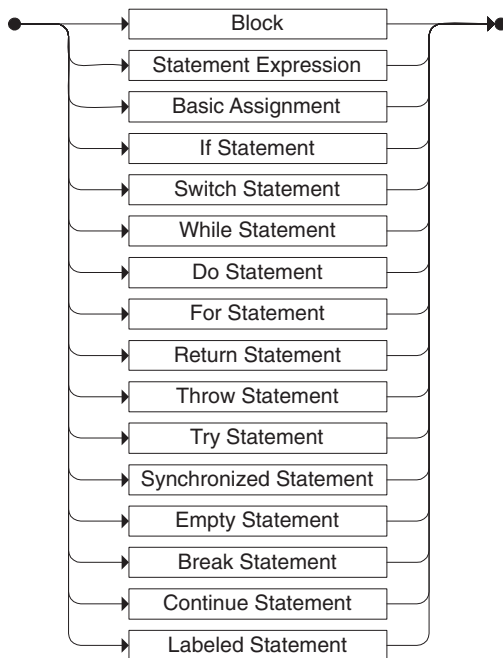 Block
Statement Expression
Basic Assignment
If Statement
Switch Statement
While Statement
Do Statement
For Statement
Return Statement
Throw Statement
Try Statement
Synchronized Statement
Empty Statement
Break Statement
Continue Statement
Labeled Statement